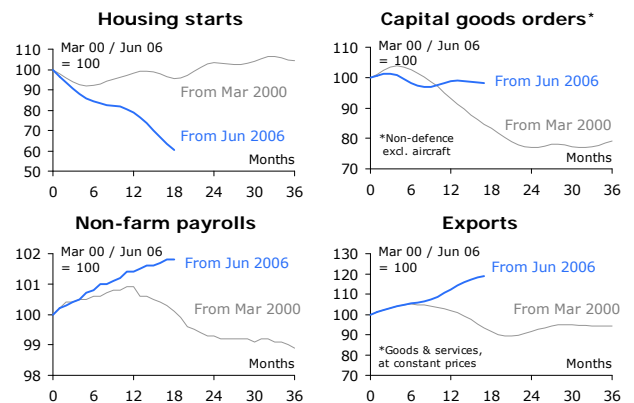 Housing starts
Mar 00 / Jun 06
= 100
110
100
90
80
70
60
50
From Mar 2000
From Jun 2006
Months
0 6 12 18 24 30 36
Capital goods orders*
Mar 00 / Jun 06
= 100
110
100
90
80
70
From Jun 2006
From Mar 2000
*Non-defence
excl. aircraft
Months
0 12 24 36
Non-farm payrolls
Mar 00 / Jun 06
= 100
102
101
100
99
98
From Jun 2006
From Mar 2000
Months
0 6 12 18 24 30 36
Exports
Mar 00 / Jun 06
= 100
130
120
110
100
90
80
70
From Jun 2006
From Mar 2000
*Goods & services,
at constant prices
Months
0 6 12 18 24 30 36